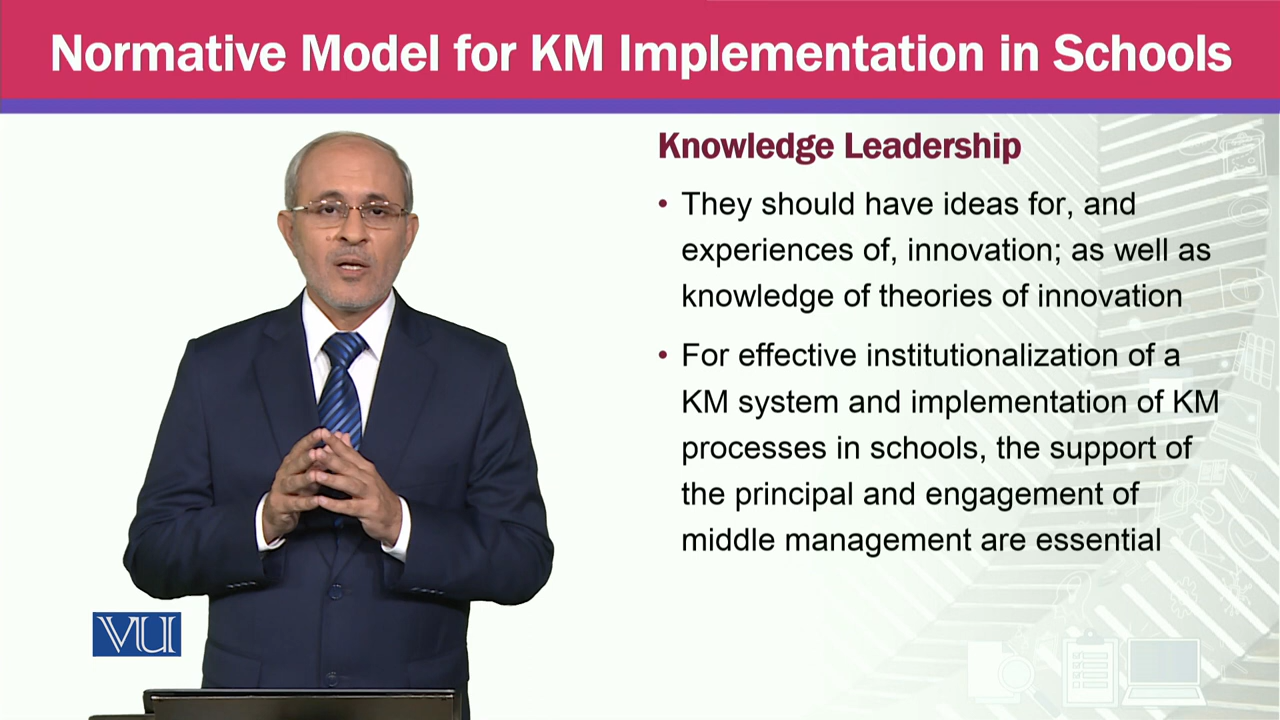 Normative Model for KM Implementation in Schools
Knowledge Leadership
• They should have ideas for, and
experiences of, innovation; as well as
knowledge of theories of innovation
• For effective institutionalization of a
KM system and implementation of KM
processes in schools, the support of
the principal and engagement of
middle management are essential
VU